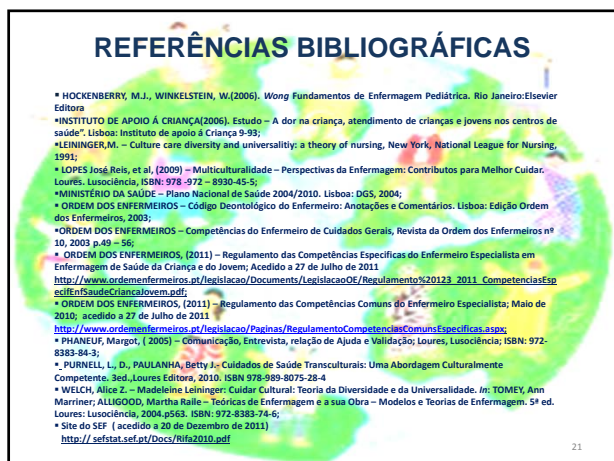 REFERÊNCIAS BIBLIOGRÁFICAS
▪ HOCKENBERRY, M.J., WINKELSTEIN, W.(2006). Wong Fundamentos de Enfermagem Pediátrica. Rio Janeiro:Elsevier
Editora
▪INSTITUTO DE APOIO Á CRIANÇA(2006). Estudo – A dor na criança, atendimento de crianças e jovens nos centros de
saúde”. Lisboa: Instituto de apoio á Criança 9-93;
▪LEININGER,M. – Culture care diversity and universalitiy: a theory of nursing, New York, National League for Nursing,
1991;
▪ LOPES José Reis, et al, (2009) – Multiculturalidade – Perspectivas da Enfermagem: Contributos para Melhor Cuidar.
Loures. Lusociência, ISBN: 978 -972 – 8930-45-5;
▪MINISTÉRIO DA SAÚDE – Plano Nacional de Saúde 2004/2010. Lisboa: DGS, 2004;
▪ ORDEM DOS ENFERMEIROS – Código Deontológico do Enfermeiro: Anotações e Comentários. Lisboa: Edição Ordem
dos Enfermeiros, 2003;
▪ORDEM DOS ENFERMEIROS – Competências do Enfermeiro de Cuidados Gerais, Revista da Ordem dos Enfermeiros nº
10, 2003 p.49 – 56;
▪ ORDEM DOS ENFERMEIROS, (2011) – Regulamento das Competências Especificas do Enfermeiro Especialista em
Enfermagem de Saúde da Criança e do Jovem; Acedido a 27 de Julho de 2011
http://www.ordemenfermeiros.pt/legislacao/Documents/LegislacaoOE/Regulamento%20123_2011_CompetenciasEsp
ecifEnfSaudeCriancaJovem.pdf;
▪ ORDEM DOS ENFERMEIROS, (2011) – Regulamento das Competências Comuns do Enfermeiro Especialista; Maio de
2010; acedido a 27 de Julho de 2011
http://www.ordemenfermeiros.pt/legislacao/Paginas/RegulamentoCompetenciasComunsEspecificas.aspx;
▪ PHANEUF, Margot, ( 2005) – Comunicação, Entrevista, relação de Ajuda e Validação; Loures, Lusociência; ISBN: 972-
8383-84-3;
▪ PURNELL, L., D., PAULANHA, Betty J.- Cuidados de Saúde Transculturais: Uma Abordagem Culturalmente
Competente. 3ed.,Loures Editora, 2010. ISBN 978-989-8075-28-4
▪ WELCH, Alice Z. – Madeleine Leininger: Cuidar Cultural: Teoria da Diversidade e da Universalidade. In: TOMEY, Ann
Marriner; ALLIGOOD, Martha Raile – Teóricas de Enfermagem e a sua Obra – Modelos e Teorias de Enfermagem. 5ª ed.
Loures: Lusociência, 2004.p563. ISBN: 972-8383-74-6;
▪ Site do SEF ( acedido a 20 de Dezembro de 2011)
http:// sefstat.sef.pt/Docs/Rifa2010.pdf
21